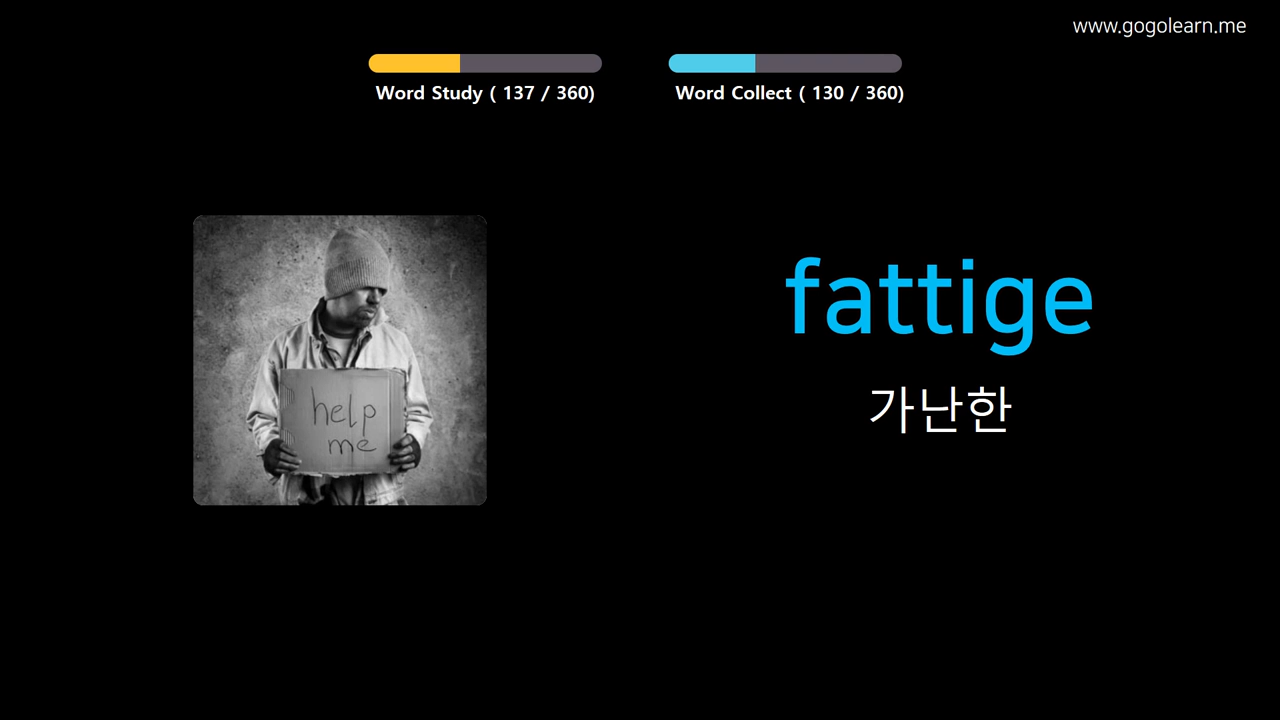 www.gogolearn.me
Word Study ( 137 / 360)
Word Collect ( 130 / 360)
help
me
fattige
가난한